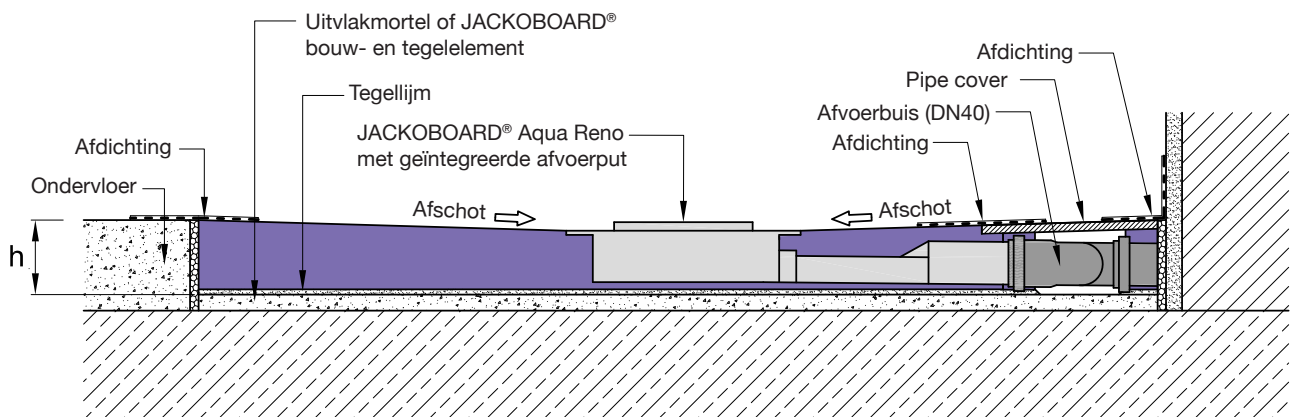 Uitvlakmortel of JACKOBOARD®
bouw- en tegelelement
Tegellijm
JACKOBOARD® Aqua Reno
met geïntegreerde afvoerput
Afdichting
Pipe cover
Afvoerbuis (DN40)
Afdichting
Afdichting
Ondervloer
Afschot
Afschot
h